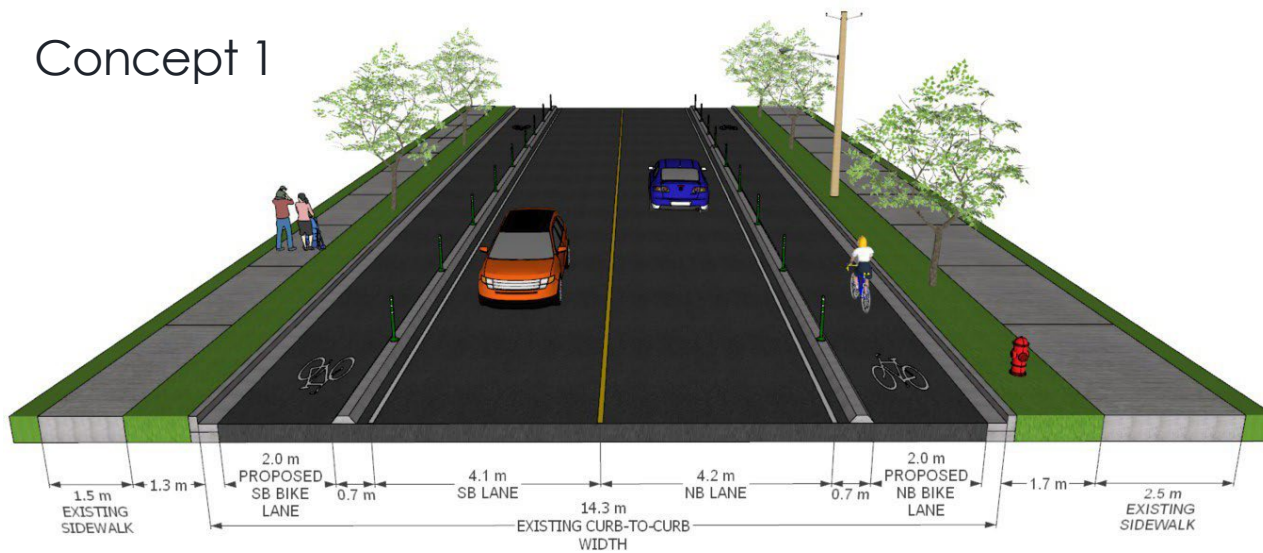 Concept 1
1.5 m
EXISTING
SIDEWALK
1.3 m
2.0 m
PROPOSED
SB BIKE
LANE
0.7 m
4.1 m
SB LANE
4.2 m
NB LANE
0.7 m
2.0 m
PROPOSED
NB BIKE
LANE
1.7 m
2.5 m
EXISTING
SIDEWALK
14.3 m
EXISTING CURB-TO-CURB
WIDTH